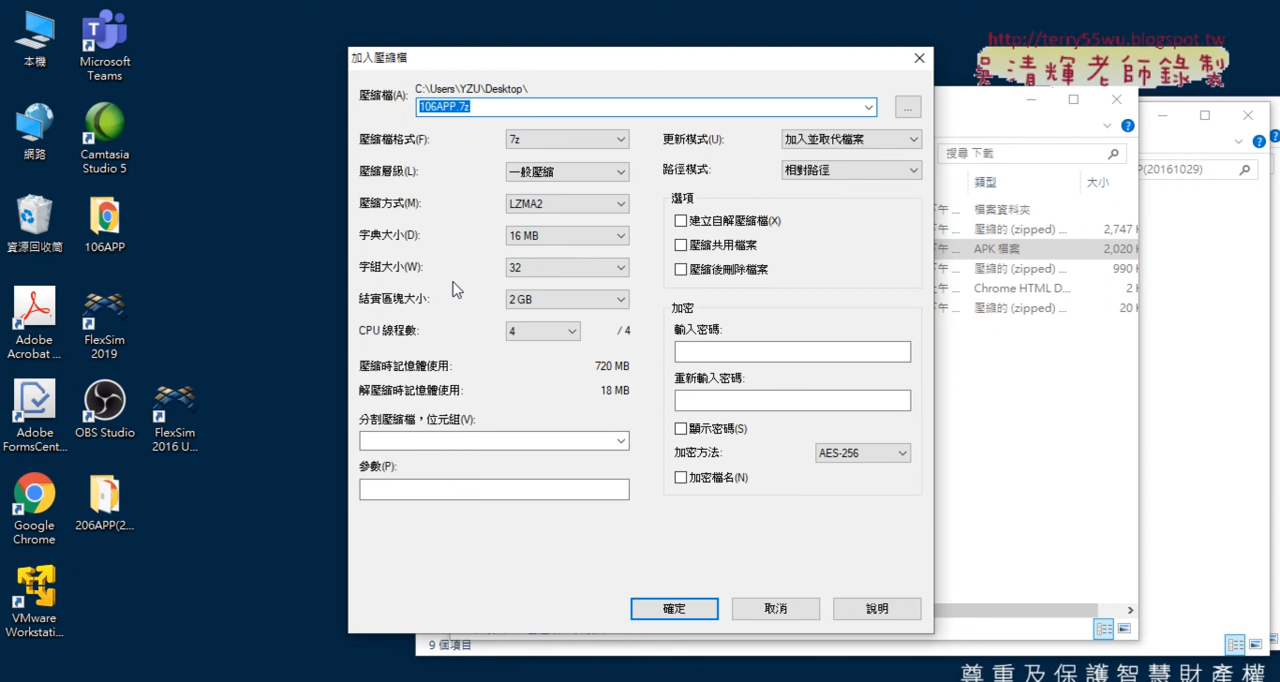 本機
Microsoft
Teams
網路
Camtasia
Studio 5
資源回收筒
106APP
Adobe
Acrobat ...
FlexSim
2019
Adobe
FormsCent...
OBS Studio
FlexSim
2016 U...
Google
Chrome
206APP(2...
VMware
Workstati...
加入壓縮檔
壓縮檔(A):
C:\Users\YZU\Desktop\
106APP.7z
...
壓縮檔格式(F):
7z
壓縮層級(L):
一般壓縮
壓縮方式(M):
LZMA2
字典大小(D):
16 MB
字組大小(W):
32
結實區塊大小:
2 GB
CPU 線程數:
4
/ 4
壓縮時記憶體使用:
720 MB
解壓縮時記憶體使用:
18 MB
分割壓縮檔，位元組(V):
參數(P):
更新模式(U):
加入並取代檔案
路徑模式:
相對路徑
選項
建立自解壓縮檔(X)
壓縮共用檔案
壓縮後刪除檔案
加密
輸入密碼:
重新輸入密碼:
顯示密碼(S)
加密方法:
AES-256
加密檔名(N)
確定
取消
說明
http://terry55wu.blogspot.tw
吳清輝老師錄製
搜尋 下載
P(20161029)
類型
大小
下午 ...
檔案資料夾
壓縮的 (zipped) ...
2,747
APK 檔案
2,020
壓縮的 (zipped) ...
990
Chrome HTML D...
2
壓縮的 (zipped) ...
20
9 個項目
尊重及保護智慧財產權